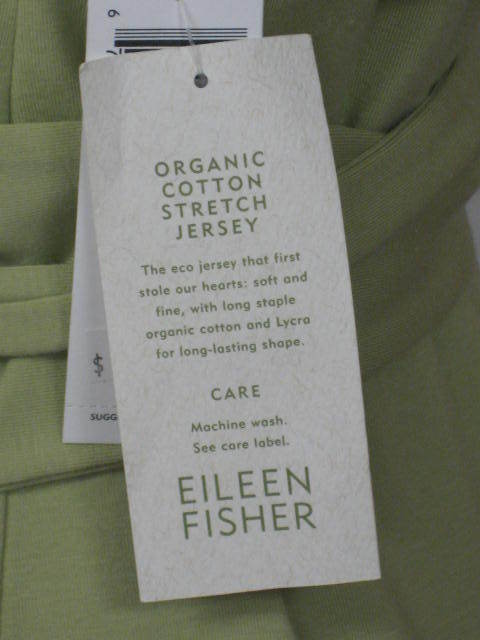 6
ORGANIC
COTTON
STRETCH
JERSEY
The eco jersey that first
stole our hearts: soft and
fine, with long staple
organic cotton and Lycra
for long-lasting shape.
CARE
Machine wash.
See care label.
EILEEN
FISHER
$
SUGG